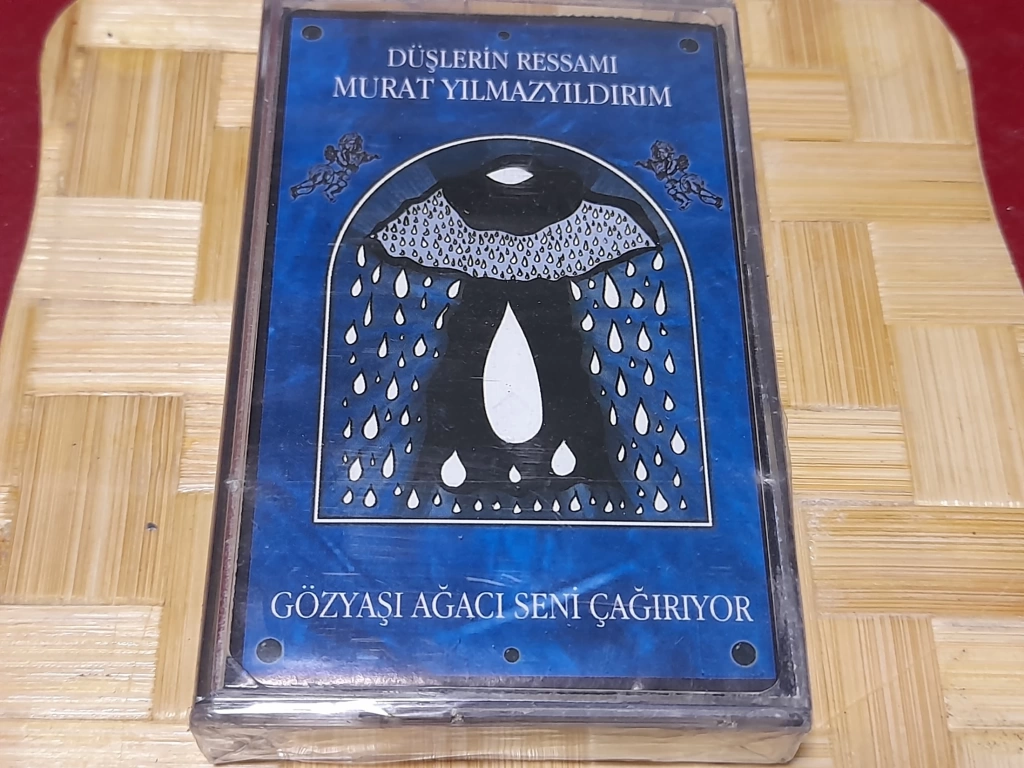 DÜŞLERİN RESSAMI
MURAT YILMAZYILDIRIM
GÖZYAŞI AĞACI SENİ ÇAĞIRIYOR